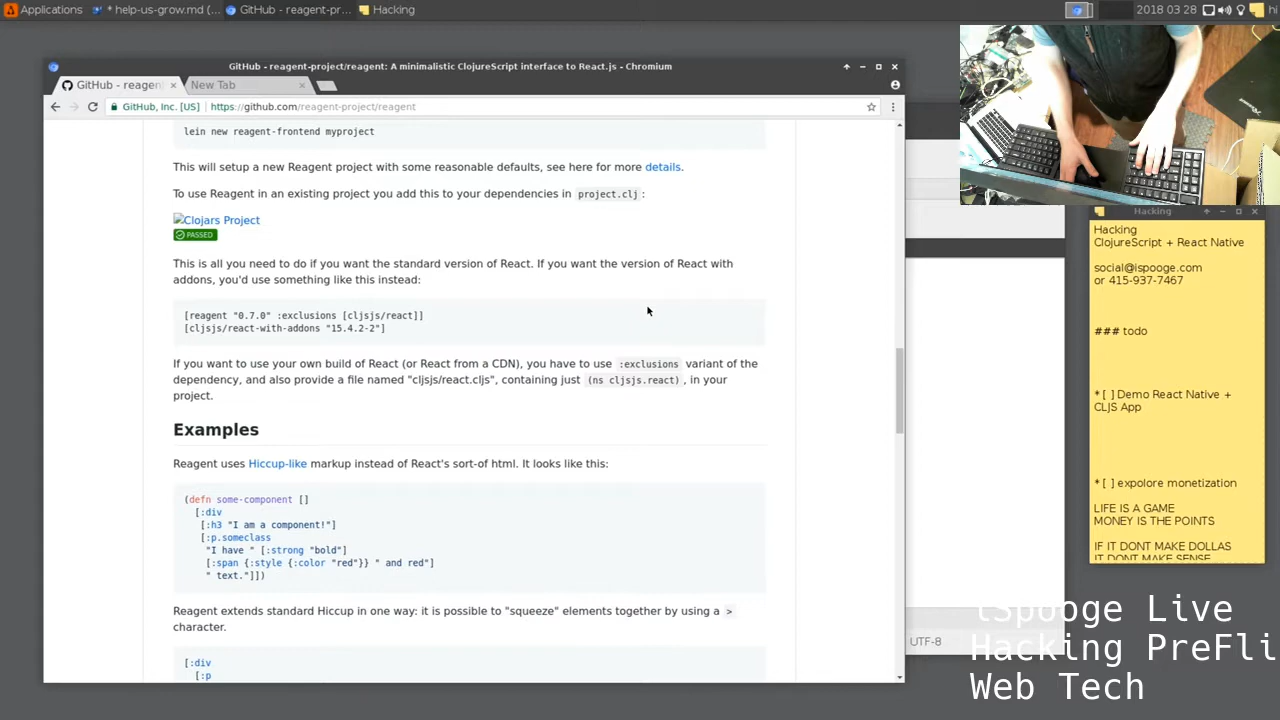 Applications
* help-us-grow.md (...
GitHub - reagent-pr...
Hacking
2018 03 28
hi
GitHub - reagent-project/reagent: A minimalistic ClojureScript interface to React.js - Chromium
GitHub - reagen
New Tab
GitHub, Inc. [US]
https://github.com/reagent-project/reagent
lein new reagent-frontend myproject
This will setup a new Reagent project with some reasonable defaults, see here for more details.
To use Reagent in an existing project you add this to your dependencies in project.clj :
Clojars Project
PASSED
This is all you need to do if you want the standard version of React. If you want the version of React with
addons, you'd use something like this instead:
[reagent "0.7.0" :exclusions [cljsjs/react]]
[cljsjs/react-with-addons "15.4.2-2"]
If you want to use your own build of React (or React from a CDN), you have to use :exclusions variant of the
dependency, and also provide a file named "cljsjs/react.cljs", containing just (ns cljsjs.react) , in your
project.
Examples
Reagent uses Hiccup-like markup instead of React's sort-of html. It looks like this:
(defn some-component []
[:div
[:h3 "I am a component!"]
[:p.someclass
"I have " [:strong "bold"]
[:span {:style {:color "red"}} " and red"]
" text."]])
Reagent extends standard Hiccup in one way: it is possible to "squeeze" elements together by using a >
character.
[:div
[:p
UTF-8
Hacking
Hacking
ClojureScript + React Native
social@ispooge.com
or 415-937-7467
### todo
* [ ] Demo React Native +
CLJS App
* [ ] expolore monetization
LIFE IS A GAME
MONEY IS THE POINTS
IF IT DONT MAKE DOLLAS
IT DONT MAKE SENSE
iSpooge Live
Hacking PreFli
Web Tech